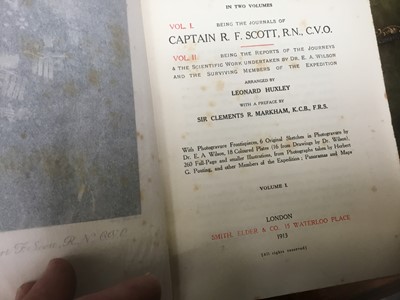 IN TWO VOLUMES
VOL. I. BEING THE JOURNALS OF
CAPTAIN R. F. SCOTT, R.N., C.V.O.
VOL. II. BEING THE REPORTS OF THE JOURNEYS
& THE SCIENTIFIC WORK UNDERTAKEN BY DR. E. A. WILSON
AND THE SURVIVING MEMBERS OF THE EXPEDITION
ARRANGED BY
LEONARD HUXLEY
WITH A PREFACE BY
SIR CLEMENTS R. MARKHAM, K.C.B., F.R.S.
With Photogravure Frontispieces, 6 Original Sketches in Photogravure by
Dr. E. A. Wilson, 18 Coloured Plates (16 from Drawings by Dr. Wilson),
260 Full-Page and smaller Illustrations, from Photographs taken by Herbert
G. Ponting, and other Members of the Expedition; Panoramas and Maps
VOLUME I.
LONDON
SMITH, ELDER & CO., 15 WATERLOO PLACE
1913
[All rights reserved]
Scott, R.N. C.V.O.